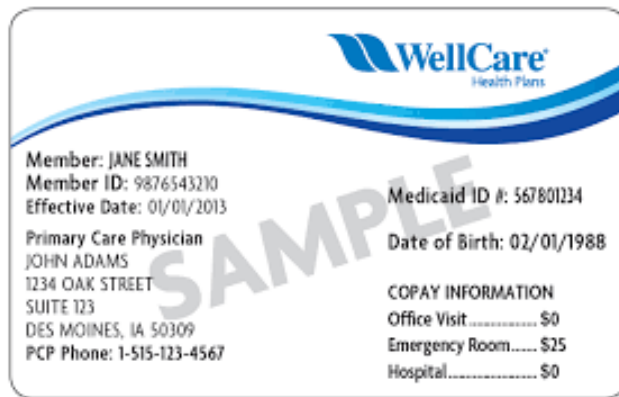 WellCare®
Health Plans
Member: JANE SMITH
Member ID: 9876543210
Effective Date: 01/01/2013
Primary Care Physician
JOHN ADAMS
1234 OAK STREET
SUITE 123
DES MOINES, IA 50309
PCP Phone: 1-515-123-4567
Medicaid ID #: 567801234
Date of Birth: 02/01/1988
COPAY INFORMATION
Office Visit.............. $0
Emergency Room...... $25
Hospital.................... $0
SAMPLE